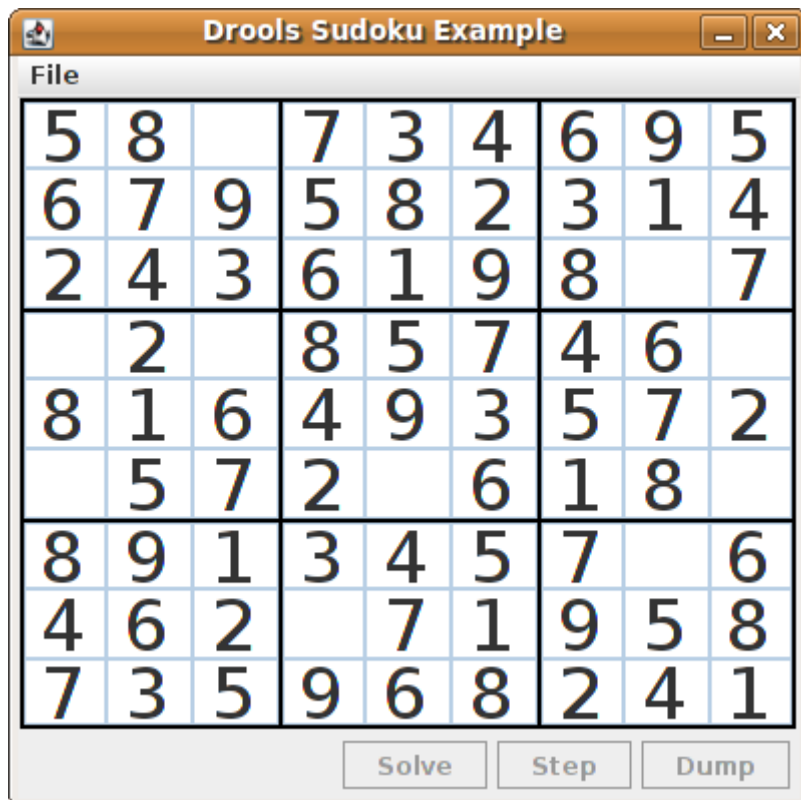 Drools Sudoku Example
File
5 8 7 3 4 6 9 5
6 7 9 5 8 2 3 1 4
2 4 3 6 1 9 8 7
2 8 5 7 4 6
8 1 6 4 9 3 5 7 2
5 7 2 6 1 8
8 9 1 3 4 5 7 6
4 6 2 7 1 9 5 8
7 3 5 9 6 8 2 4 1
Solve Step Dump